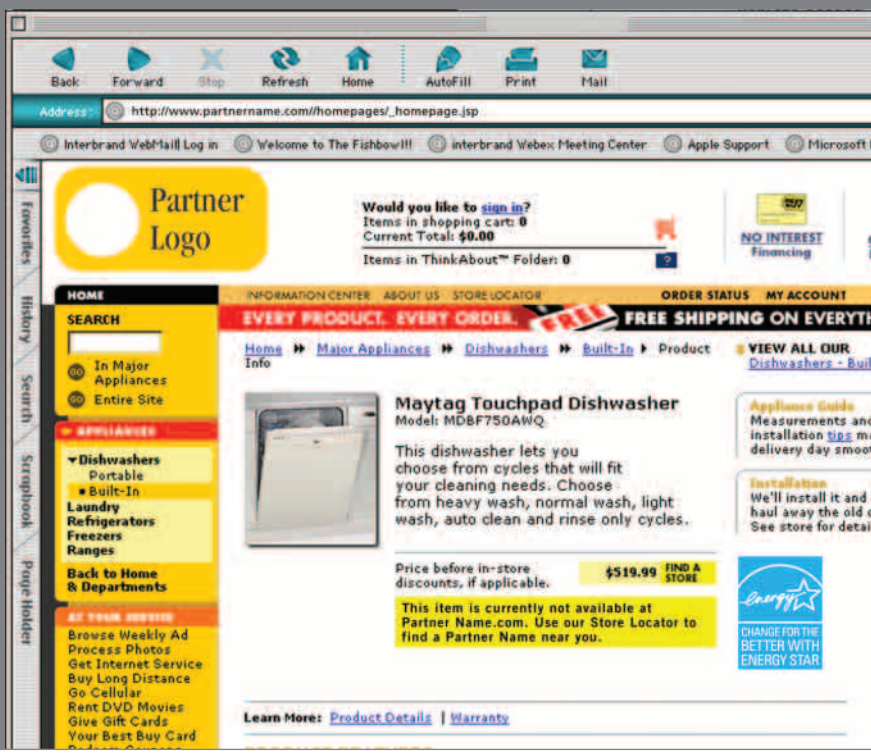 Back Forward Stop Refresh Home AutoFill Print Mail
Address: http://www.partnername.com//homepages/_homepage.jsp
Interbrand WebMail| Log in Welcome to The Fishbowl!! interbrand Webex Meeting Center Apple Support Microsoft
Favorites
History
Search
Scrapbook
Page Holder
Partner
Logo
Would you like to sign in?
Items in shopping cart: 0
Current Total: $0.00
Items in ThinkAbout™ Folder: 0
?
NO INTEREST
Financing
HOME INFORMATION CENTER ABOUT US STORE LOCATOR ORDER STATUS MY ACCOUNT
EVERY PRODUCT. EVERY ORDER. FREE FREE SHIPPING ON EVERYTH
SEARCH
GO In Major
Appliances
GO Entire Site
APPLIANCES
Dishwashers
Portable
Built-In
Laundry
Refrigerators
Freezers
Ranges
Back to Home
& Departments
AT YOUR SERVICE
Browse Weekly Ad
Process Photos
Get Internet Service
Buy Long Distance
Go Cellular
Rent DVD Movies
Give Gift Cards
Your Best Buy Card
Home Major Appliances Dishwashers Built-In Product
Info
Maytag Touchpad Dishwasher
Model: MDBF750AWQ
This dishwasher lets you
choose from cycles that will fit
your cleaning needs. Choose
from heavy wash, normal wash, light
wash, auto clean and rinse only cycles.
Price before in-store
discounts, if applicable.
$519.99 FIND A
STORE
This item is currently not available at
Partner Name.com. Use our Store Locator to
find a Partner Name near you.
Learn More: Product Details | Warranty
PRODUCT FEATURES
VIEW ALL OUR
Dishwashers - Buil
Appliance Guide
Measurements and
installation tips ma
delivery day smoot
Installation
We'll install it and
haul away the old
See store for detai
energy
CHANGE FOR THE
BETTER WITH
ENERGY STAR